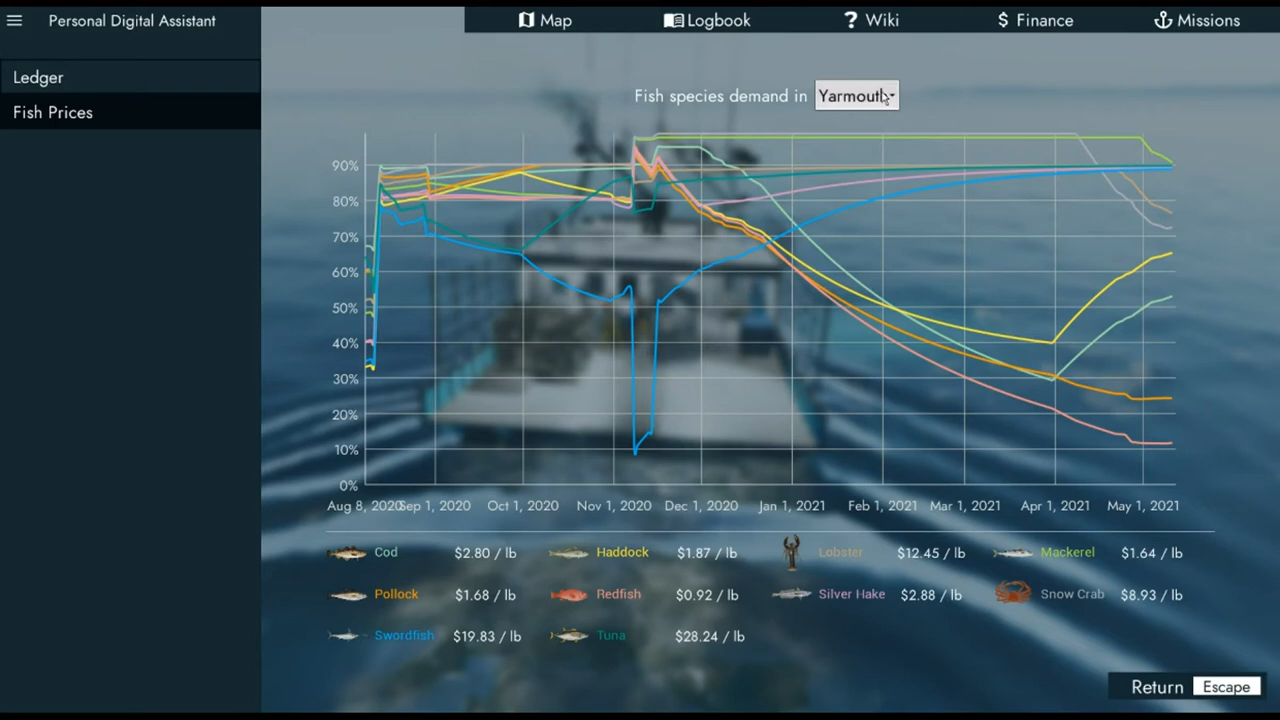 Personal Digital Assistant
Map
Logbook
? Wiki
$ Finance
Missions
Ledger
Fish Prices
Fish species demand in Yarmouth
90%
80%
70%
60%
50%
40%
30%
20%
10%
0%
Aug 8, 2020 Sep 1, 2020 Oct 1, 2020 Nov 1, 2020 Dec 1, 2020 Jan 1, 2021 Feb 1, 2021 Mar 1, 2021 Apr 1, 2021 May 1, 2021
Cod $2.80 / lb Haddock $1.87 / lb Lobster $12.45 / lb Mackerel $1.64 / lb
Pollock $1.68 / lb Redfish $0.92 / lb Silver Hake $2.88 / lb Snow Crab $8.93 / lb
Swordfish $19.83 / lb Tuna $28.24 / lb
Return Escape